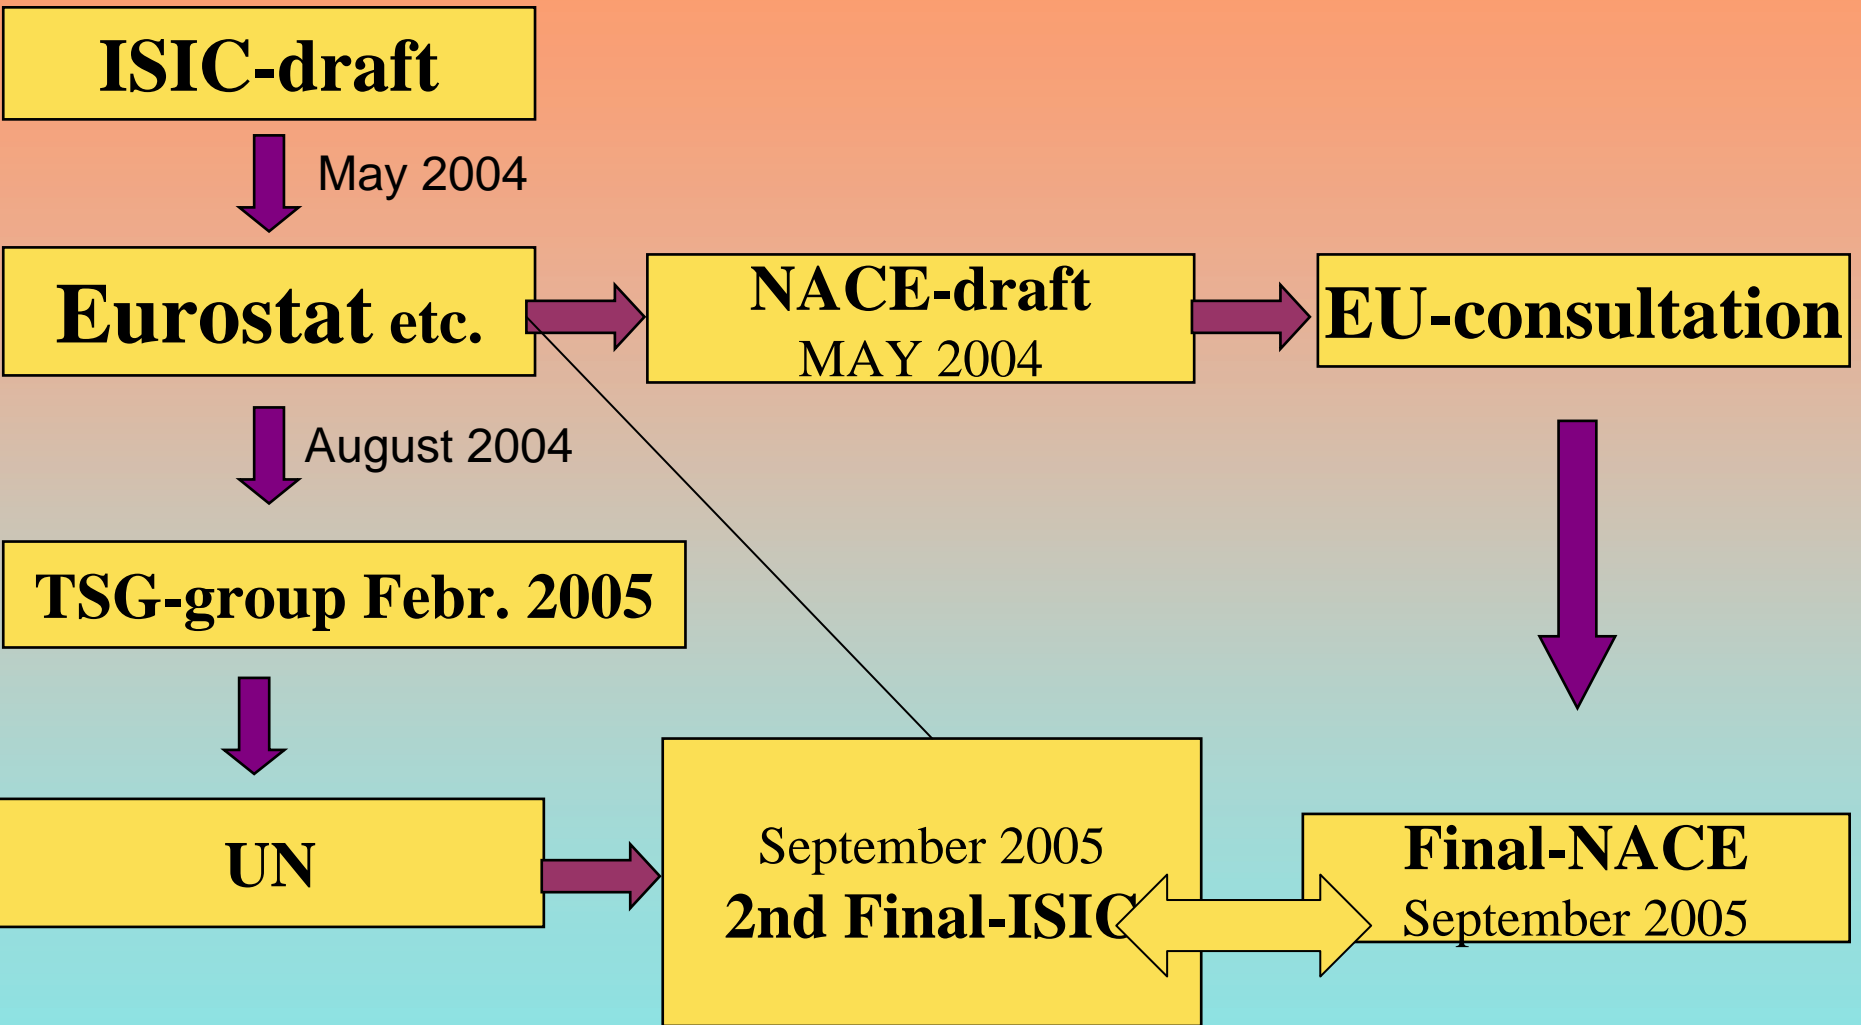 ISIC-draft
May 2004
Eurostat etc.
NACE-draft
MAY 2004
EU-consultation
August 2004
TSG-group Febr. 2005
UN
September 2005
2nd Final-ISIC
Final-NACE
September 2005